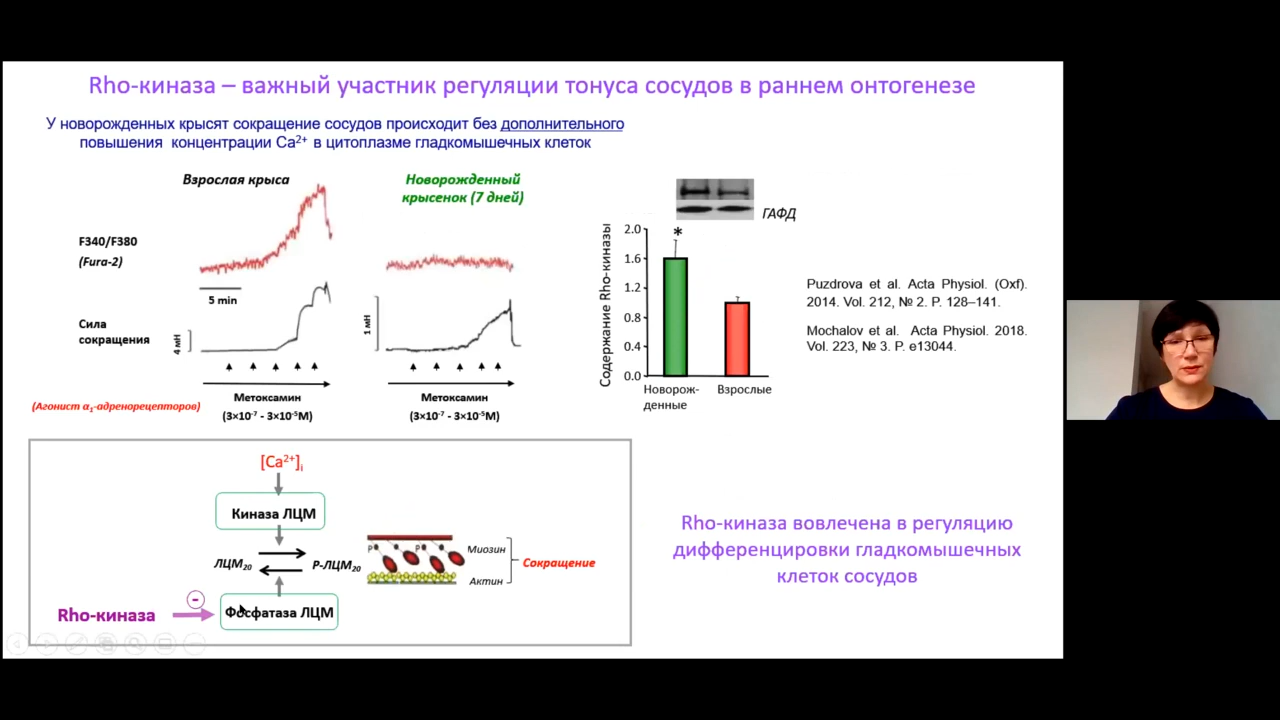 Rho-киназа – важный участник регуляции тонуса сосудов в раннем онтогенезе
У новорожденных крысят сокращение сосудов происходит без дополнительного
повышения концентрации Ca²⁺ в цитоплазме гладкомышечных клеток
Взрослая крыса
Новорожденный
крысенок (7 дней)
F340/F380
(Fura-2)
5 min
Сила
сокращения
4 мН
1 мН
Метоксамин
(3×10⁻⁷ - 3×10⁻⁵М)
Метоксамин
(3×10⁻⁷ - 3×10⁻⁵М)
(Агонист α₁-адренорецепторов)
ГАФД
Содержание Rho-киназы
2.0
*
1.6
1.2
0.8
0.4
0.0
Новорож-
денные
Взрослые
Puzdrova et al. Acta Physiol. (Oxf).
2014. Vol. 212, № 2. P. 128–141.
Mochalov et al. Acta Physiol. 2018.
Vol. 223, № 3. P. e13044.
[Ca²⁺]i
Киназа ЛЦМ
ЛЦМ₂₀
Р-ЛЦМ₂₀
P
P
P
P
Миозин
Актин
Сокращение
Rho-киназа
-
Фосфатаза ЛЦМ
Rho-киназа вовлечена в регуляцию
дифференцировки гладкомышечных
клеток сосудов